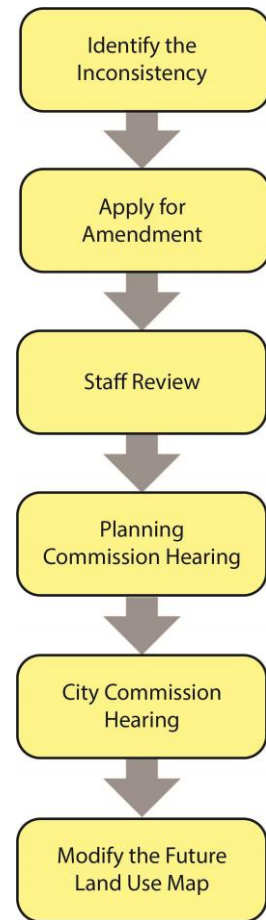 Identify the
Inconsistency
Apply for
Amendment
Staff Review
Planning
Commission Hearing
City Commission
Hearing
Modify the Future
Land Use Map